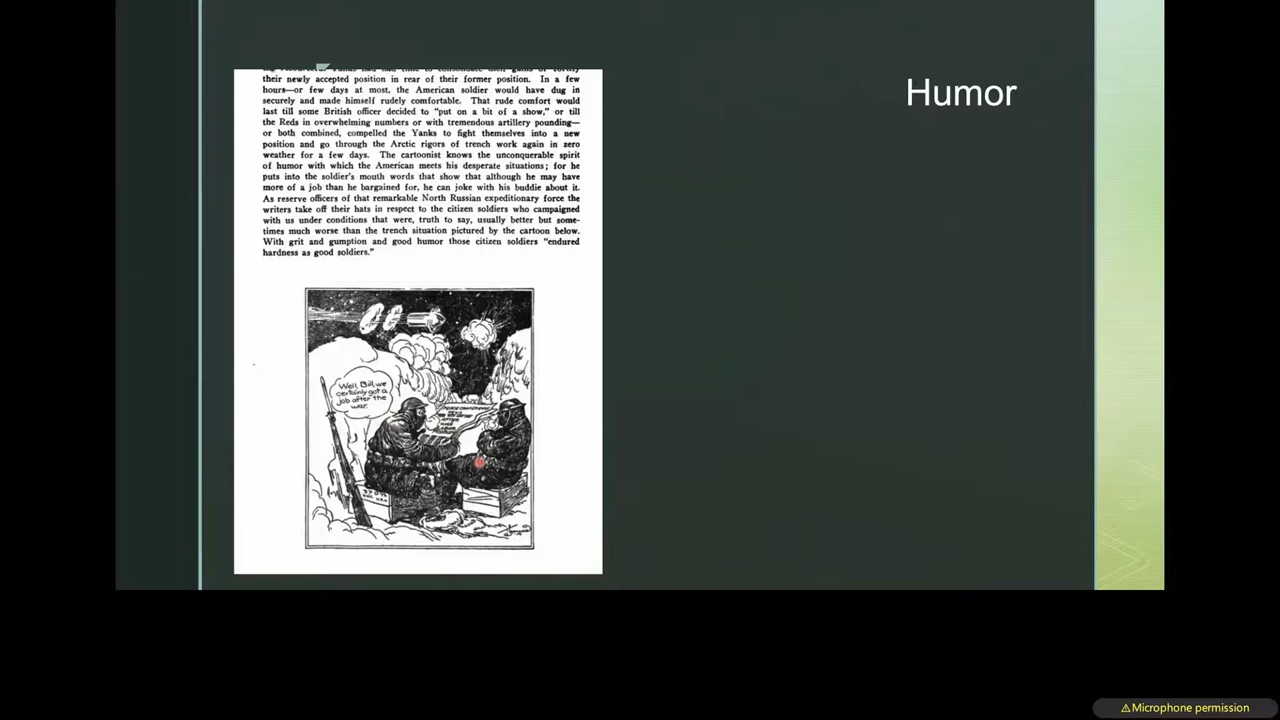 their newly accepted position in rear of their former position. In a few
hours—or few days at most, the American soldier would have dug in
securely and made himself rudely comfortable. That rude comfort would
last till some British officer decided to "put on a bit of a show," or till
the Reds in overwhelming numbers or with tremendous artillery pounding—
or both combined, compelled the Yanks to fight themselves into a new
position and go through the Arctic rigors of trench work again in zero
weather for a few days. The cartoonist knows the unconquerable spirit
of humor with which the American meets his desperate situations; for he
puts into the soldier's mouth words that show that although he may have
more of a job than he bargained for, he can joke with his buddie about it.
As reserve officers of that remarkable North Russian expeditionary force the
writers take off their hats in respect to the citizen soldiers who campaigned
with us under conditions that were, truth to say, usually better but some-
times much worse than the trench situation pictured by the cartoon below.
With grit and gumption and good humor those citizen soldiers "endured
hardness as good soldiers."
Humor
Well, Bill, we
certainly got a
job after the
war.
PEACE CONFERENCE
AFTER
⚠Microphone permission